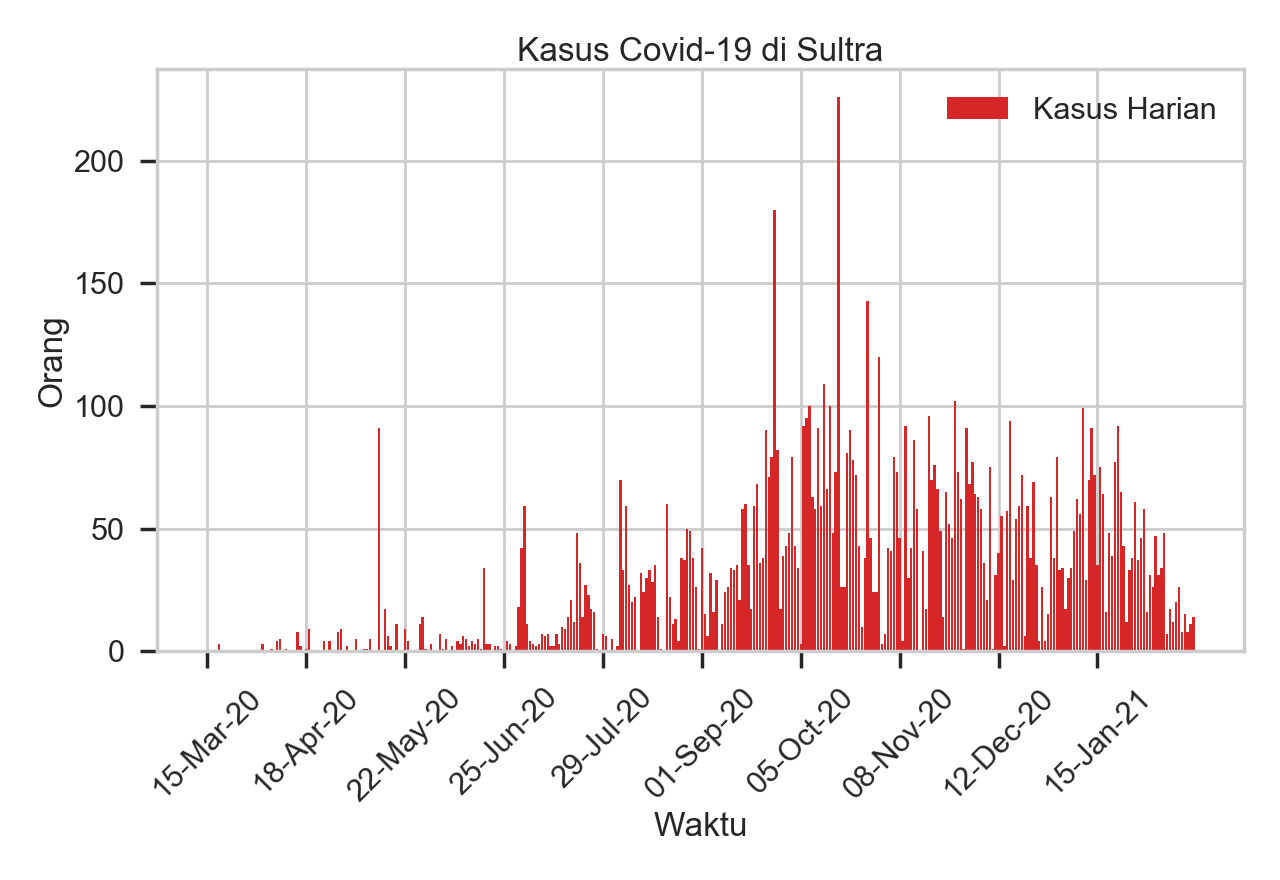 Kasus Covid-19 di Sultra
Kasus Harian
200
150
100
50
0
Orang
15-Mar-20
18-Apr-20
22-May-20
25-Jun-20
29-Jul-20
01-Sep-20
05-Oct-20
08-Nov-20
12-Dec-20
15-Jan-21
Waktu